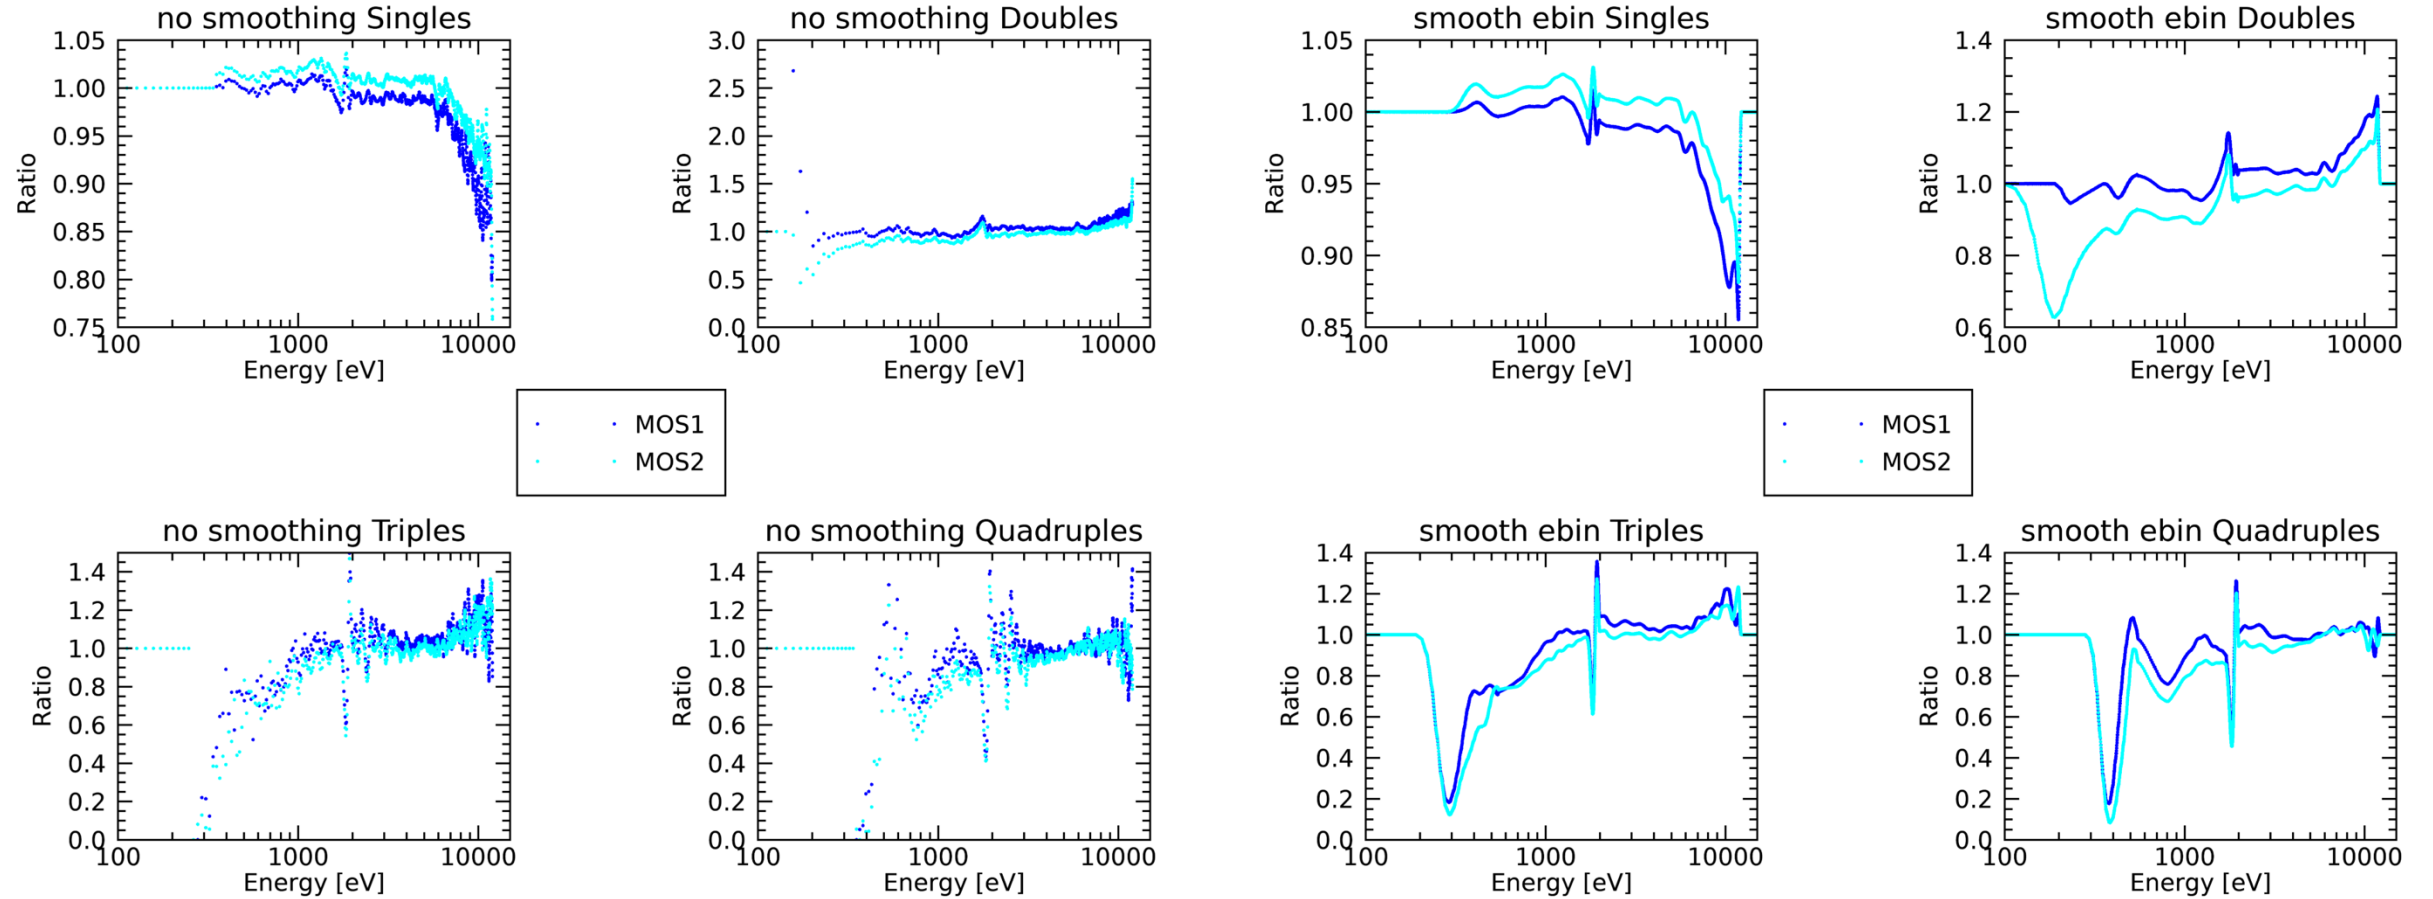 no smoothing Singles
1.05
1.00
0.95
0.90
0.85
0.80
0.75
Ratio
100
1000
10000
Energy [eV]
no smoothing Doubles
3.0
2.5
2.0
1.5
1.0
0.5
0.0
Ratio
100
1000
10000
Energy [eV]
smooth ebin Singles
1.05
1.00
0.95
0.90
0.85
Ratio
100
1000
10000
Energy [eV]
smooth ebin Doubles
1.4
1.2
1.0
0.8
0.6
Ratio
100
1000
10000
Energy [eV]
MOS1
MOS2
MOS1
MOS2
no smoothing Triples
1.4
1.2
1.0
0.8
0.6
0.4
0.2
0.0
Ratio
100
1000
10000
Energy [eV]
no smoothing Quadruples
1.4
1.2
1.0
0.8
0.6
0.4
0.2
0.0
Ratio
100
1000
10000
Energy [eV]
smooth ebin Triples
1.4
1.2
1.0
0.8
0.6
0.4
0.2
0.0
Ratio
100
1000
10000
Energy [eV]
smooth ebin Quadruples
1.4
1.2
1.0
0.8
0.6
0.4
0.2
0.0
Ratio
100
1000
10000
Energy [eV]